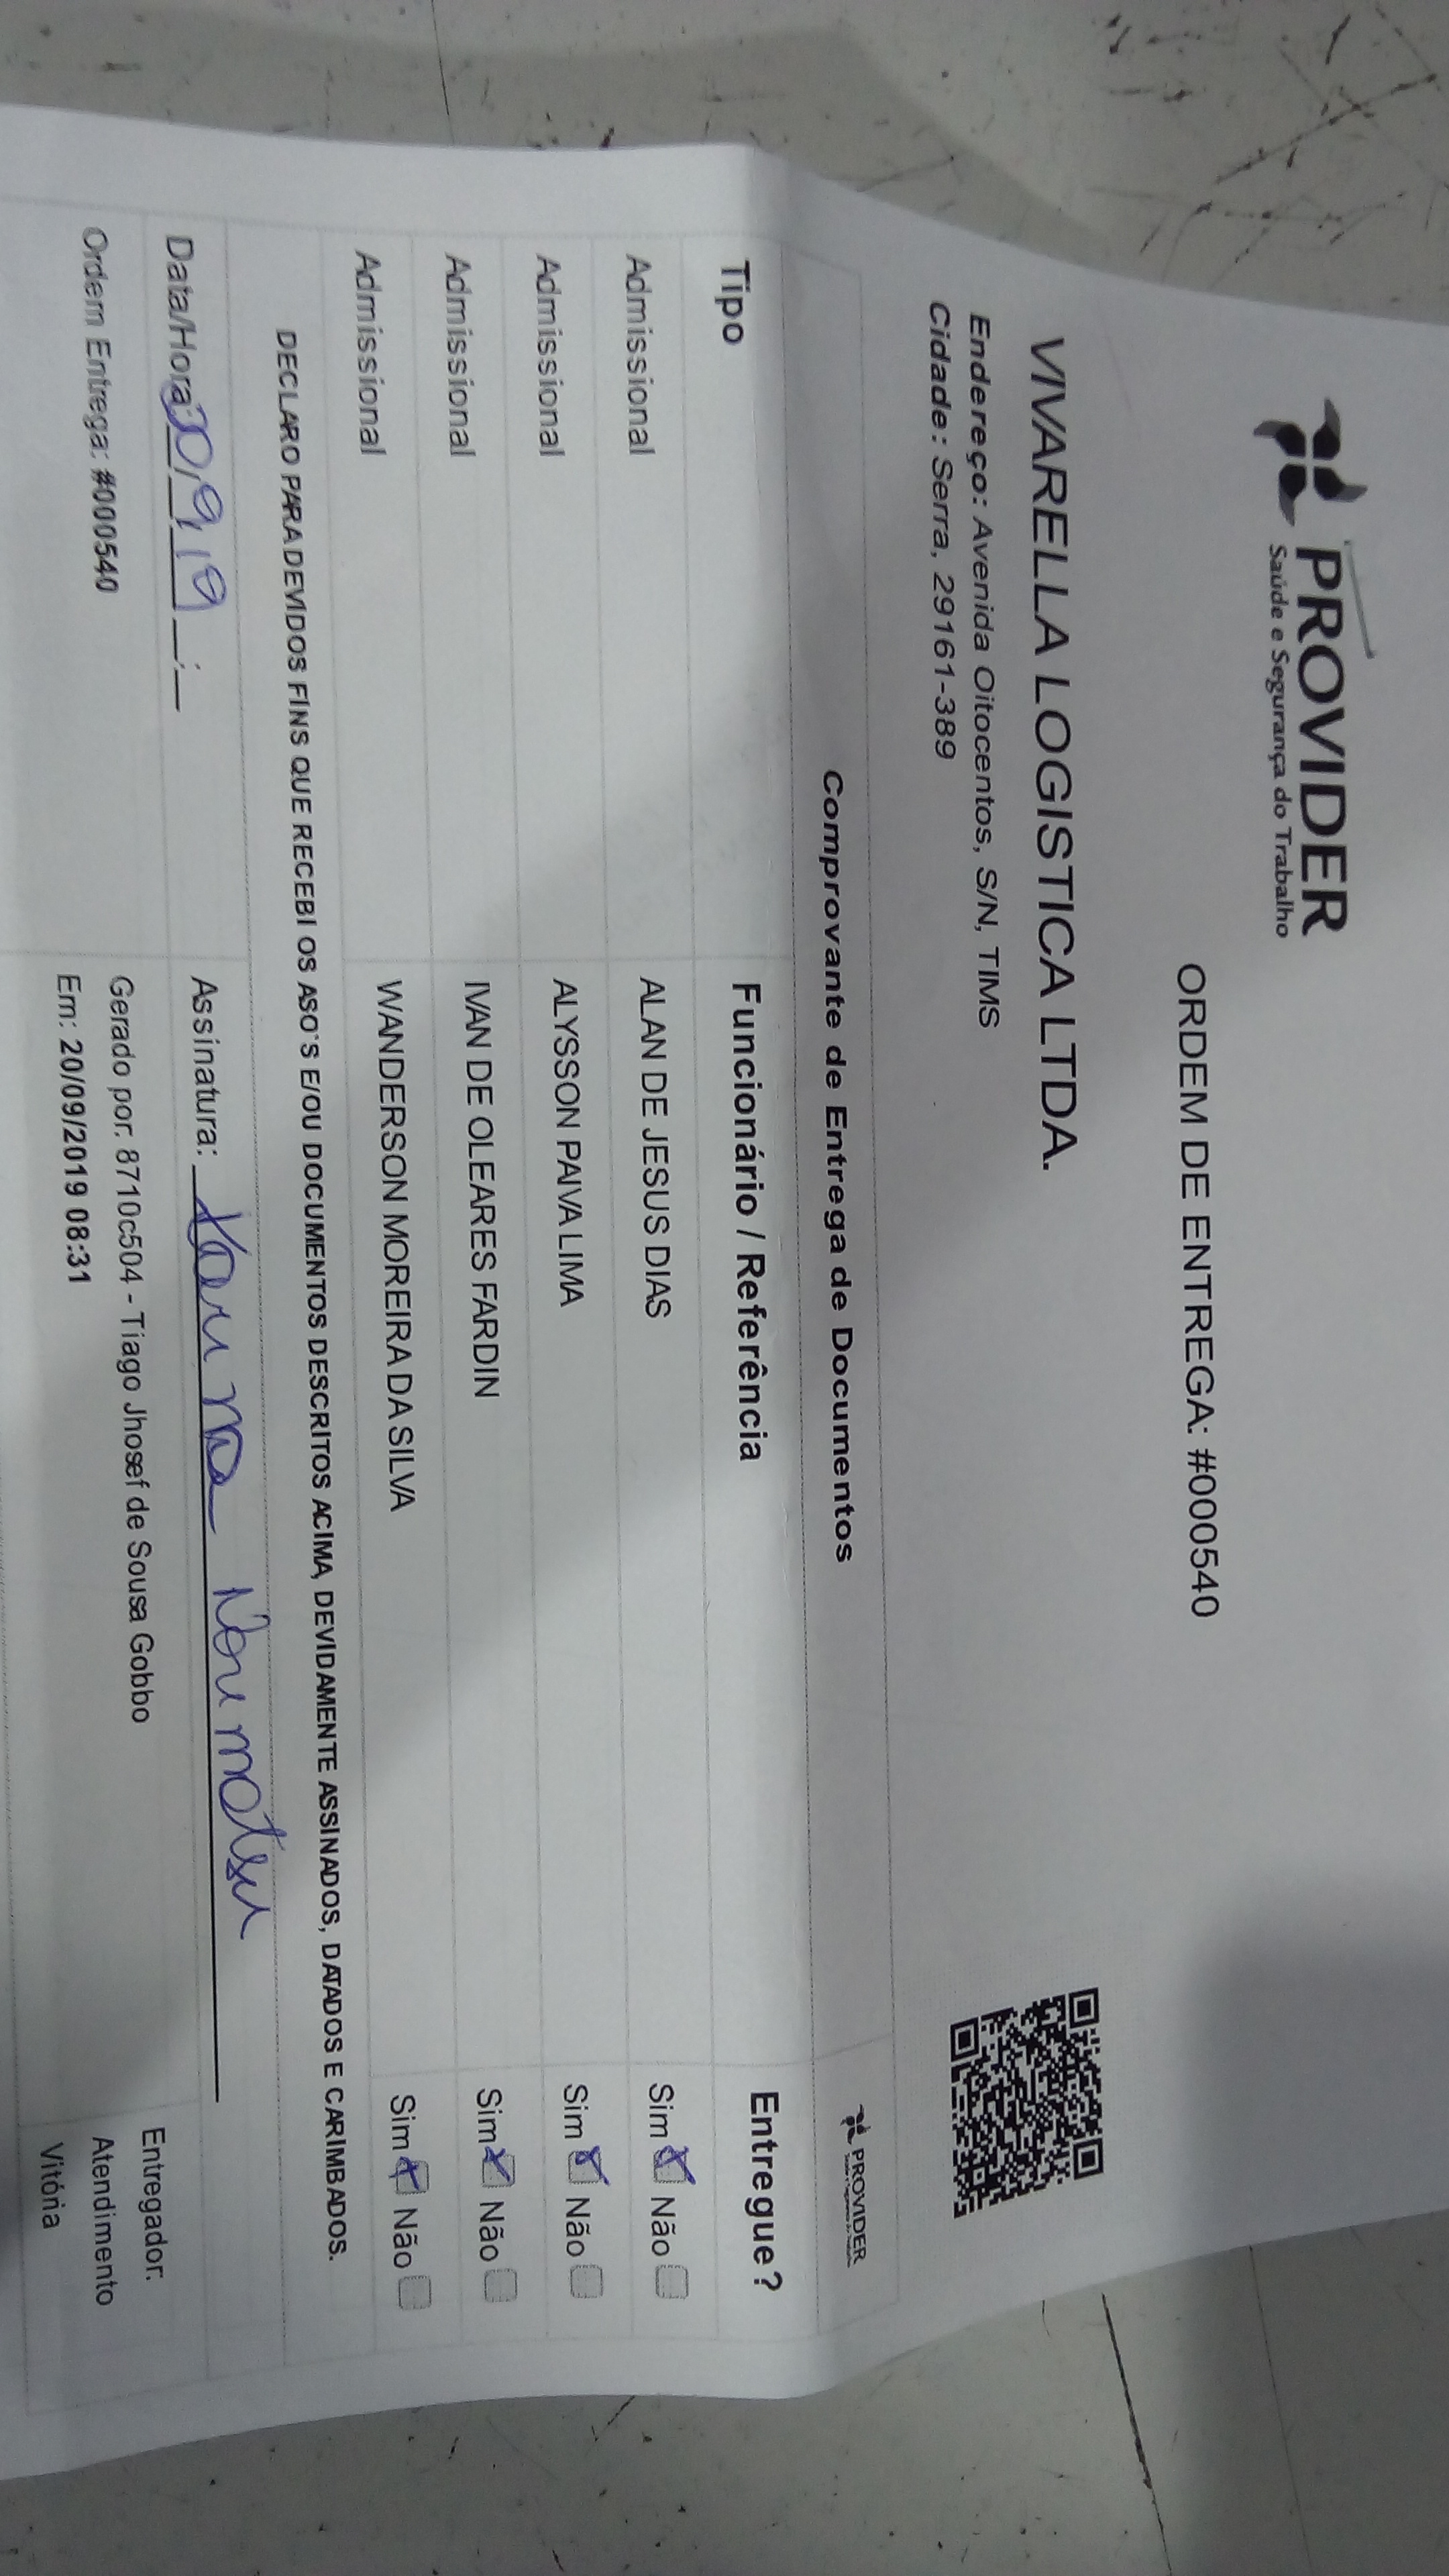 PROVIDER
Saúde e Segurança do Trabalho
ORDEM DE ENTREGA: #000540
VIVARELLA LOGISTICA LTDA.
Endereço: Avenida Oitocentos, S/N, TIMS
Cidade: Serra, 29161-389
Comprovante de Entrega de Documentos
PROVIDER
Tipo Funcionário / Referência Entregue?
Admissional ALAN DE JESUS DIAS Sim Não
Admissional ALYSSON PAIVA LIMA Sim Não
Admissional IVAN DE OLEARES FARDIN Sim Não
Admissional WANDERSON MOREIRA DA SILVA Sim Não
DECLARO PARA DEVIDOS FINS QUE RECEBI OS ASO'S E/OU DOCUMENTOS DESCRITOS ACIMA, DEVIDAMENTE ASSINADOS, DATADOS E CARIMBADOS.
Data/Hora: 20/9/19 __:__ Assinatura:
Ordem Entrega: #000540
Gerado por: 8710c504 - Tiago Jhosef de Sousa Gobbo
Em: 20/09/2019 08:31
Entregador:
Atendimento
Vitória